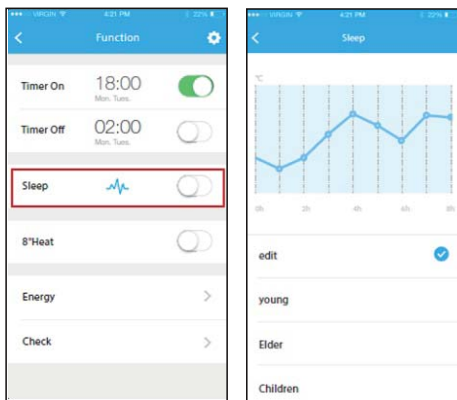 VIRGIN 4:21 PM 22%
Function
Timer On 18:00
Mon. Tues.
Timer Off 02:00
Mon. Tues.
Sleep
8°Heat
Energy
Check
VIRGIN 4:21 PM 22%
Sleep
°C
0h 2h 4h 6h 8h
edit
young
Elder
Children